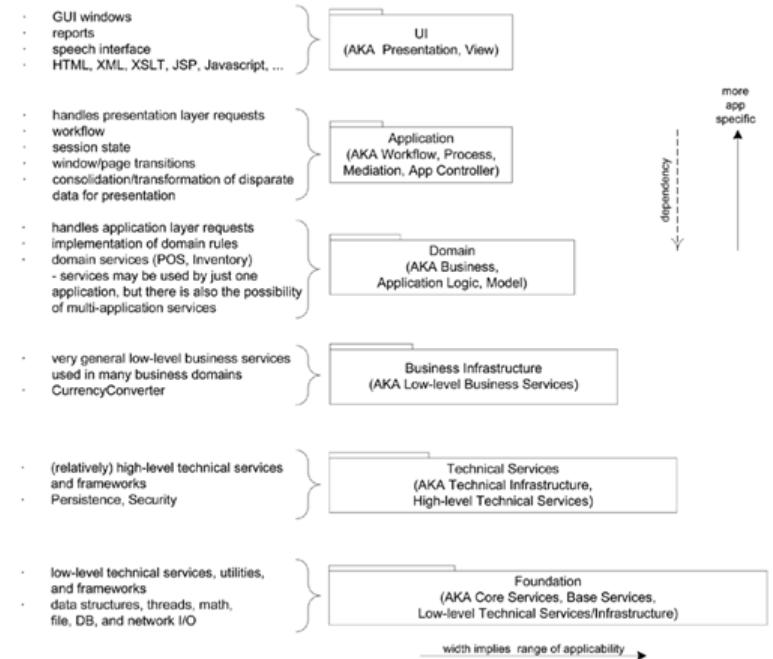 · GUI windows
· reports
· speech interface
· HTML, XML, XSLT, JSP, Javascript, ...
UI
(AKA Presentation, View)
· handles presentation layer requests
· workflow
· session state
· window/page transitions
· consolidation/transformation of disparate
data for presentation
Application
(AKA Workflow, Process,
Mediation, App Controller)
more
app
specific
dependency
· handles application layer requests
· implementation of domain rules
· domain services (POS, Inventory)
- services may be used by just one
application, but there is also the possibility
of multi-application services
Domain
(AKA Business,
Application Logic, Model)
· very general low-level business services
used in many business domains
· CurrencyConverter
Business Infrastructure
(AKA Low-level Business Services)
· (relatively) high-level technical services
and frameworks
· Persistence, Security
Technical Services
(AKA Technical Infrastructure,
High-level Technical Services)
· low-level technical services, utilities,
and frameworks
· data structures, threads, math,
file, DB, and network I/O
Foundation
(AKA Core Services, Base Services,
Low-level Technical Services/Infrastructure)
width implies range of applicability